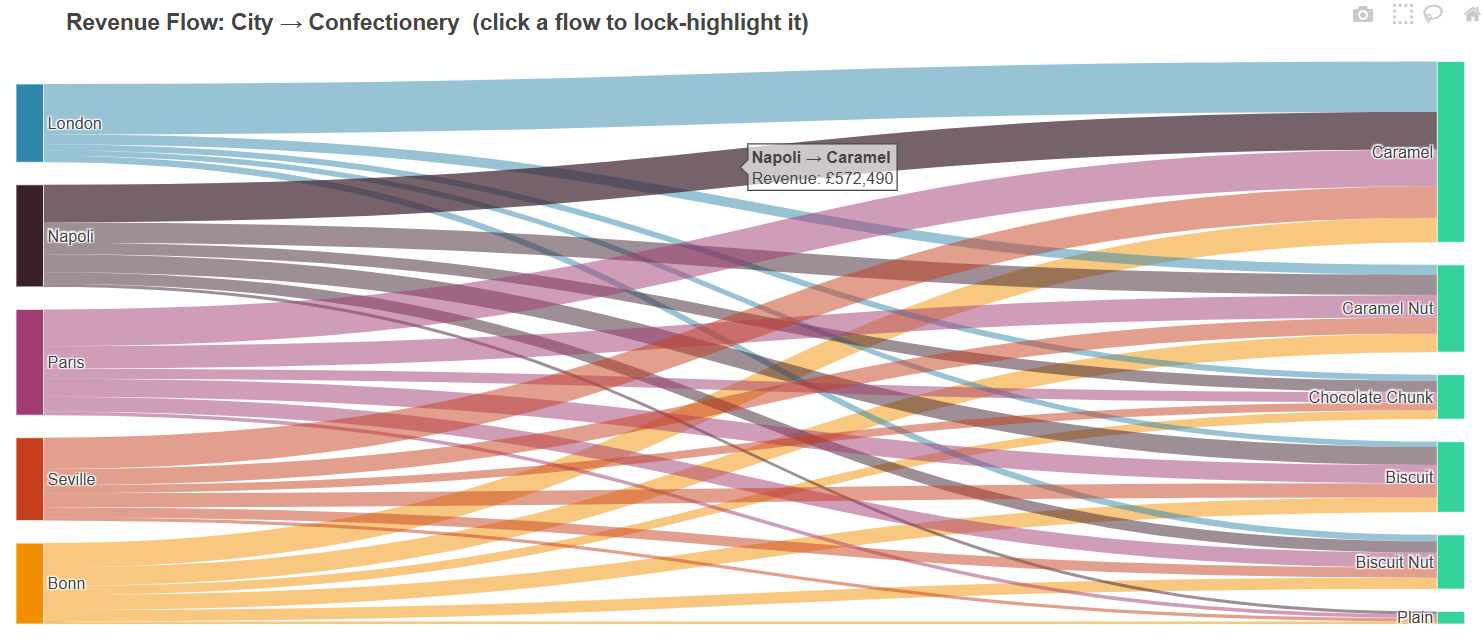 Revenue Flow: City → Confectionery  (click a flow to lock-highlight it)
London
Napoli
Paris
Seville
Bonn
Napoli → Caramel
Revenue: £572,490
Caramel
Caramel Nut
Chocolate Chunk
Biscuit
Biscuit Nut
Plain